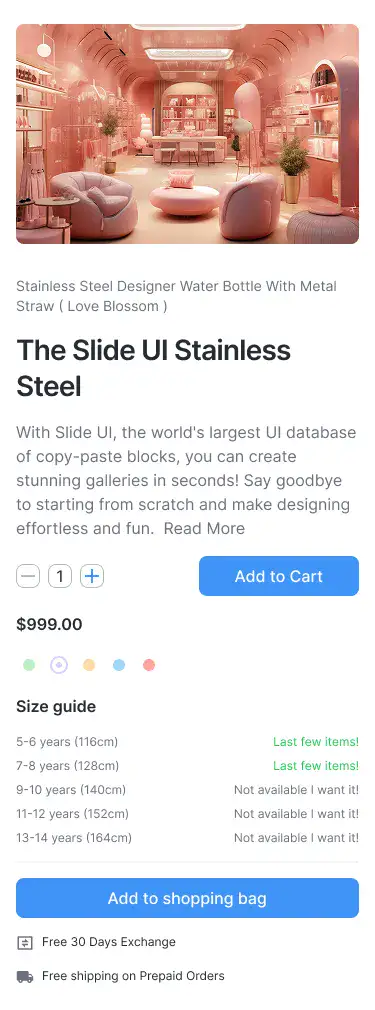 Stainless Steel Designer Water Bottle With Metal
Straw ( Love Blossom )
The Slide UI Stainless
Steel
With Slide UI, the world's largest UI database
of copy-paste blocks, you can create
stunning galleries in seconds! Say goodbye
to starting from scratch and make designing
effortless and fun.  Read More
1 Add to Cart
$999.00
Size guide
5-6 years (116cm) Last few items!
7-8 years (128cm) Last few items!
9-10 years (140cm) Not available I want it!
11-12 years (152cm) Not available I want it!
13-14 years (164cm) Not available I want it!
Add to shopping bag
Free 30 Days Exchange
Free shipping on Prepaid Orders